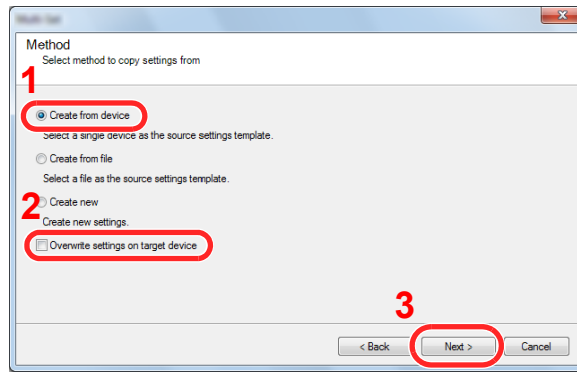 Multi-Set
Method
Select method to copy settings from
1
Create from device
Select a single device as the source settings template.
Create from file
Select a file as the source settings template.
2
Create new
Create new settings.
Overwrite settings on target device
3
< Back
Next >
Cancel